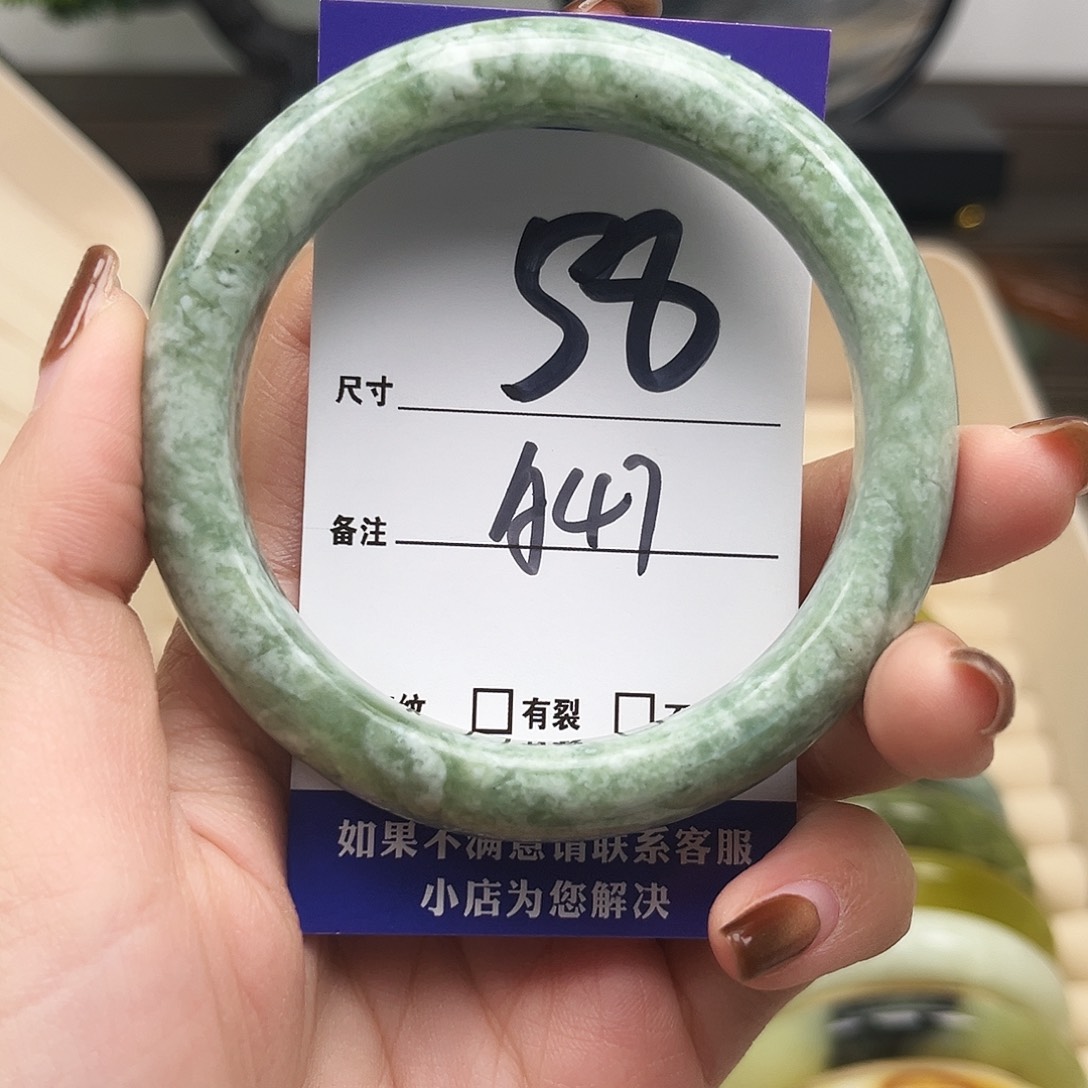 58
尺寸
A47
备注
纹 有裂
如果不满意请联系客服
小店为您解决